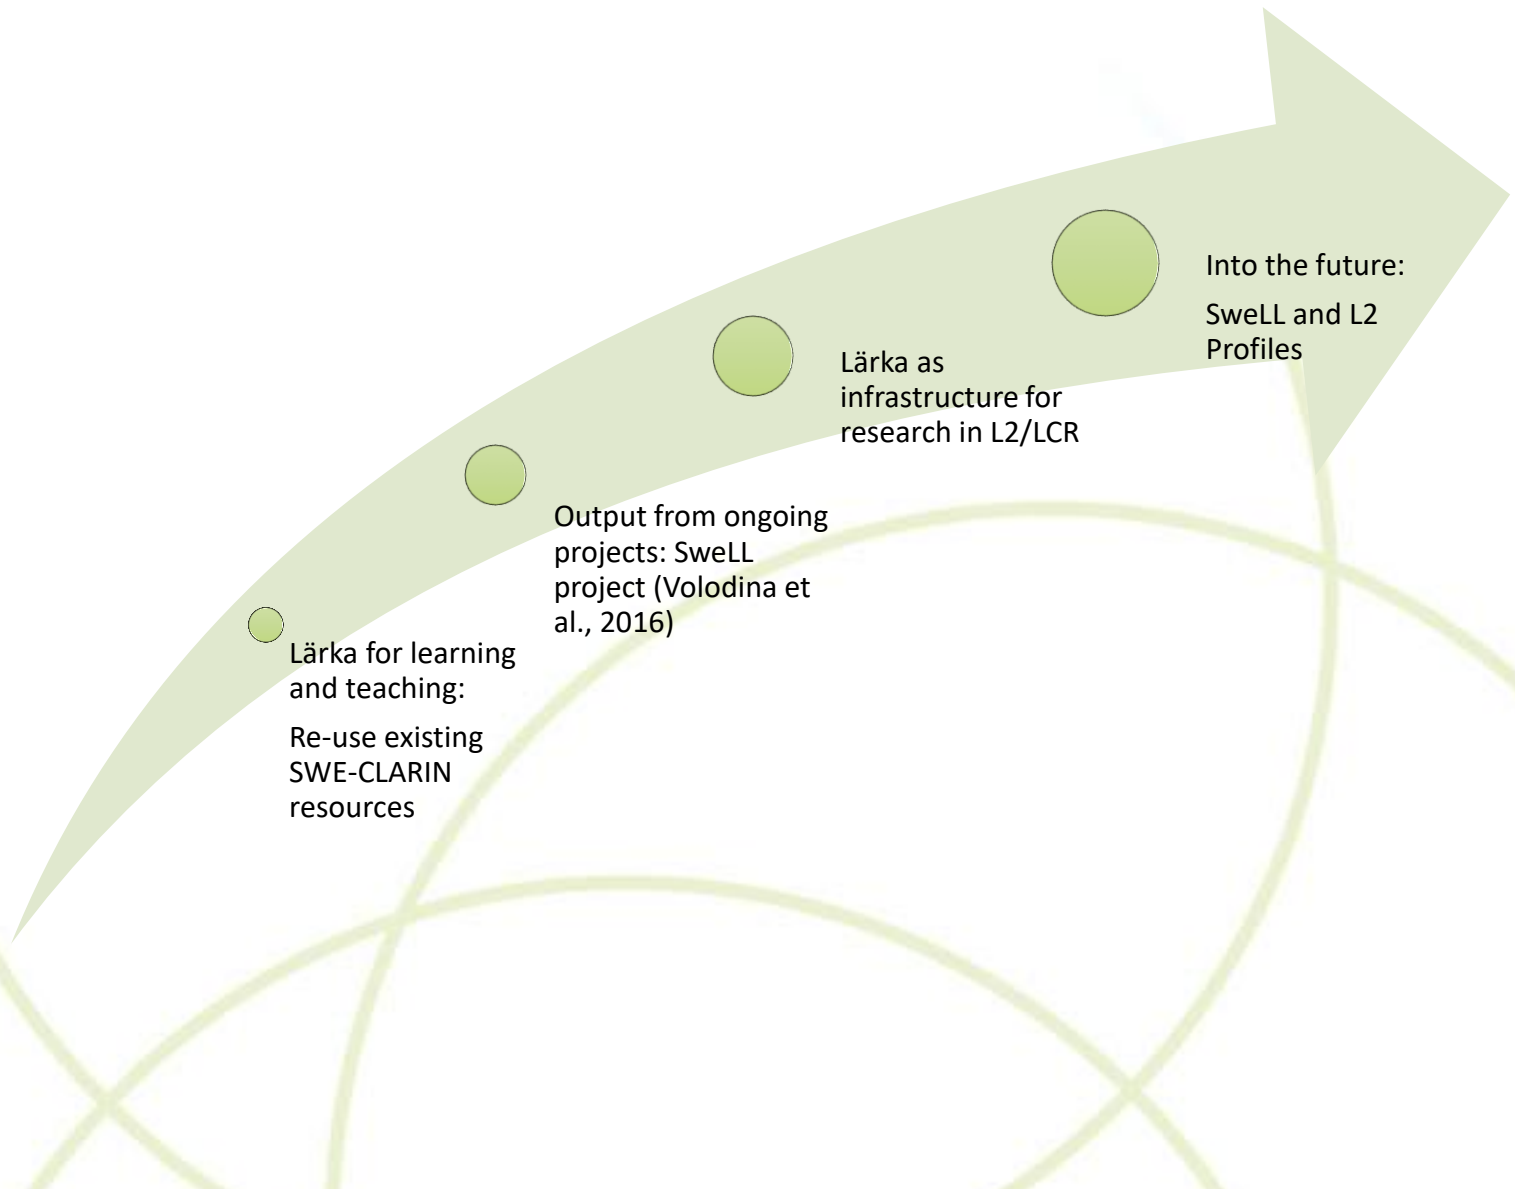 Lärka for learning
and teaching:
Re-use existing
SWE-CLARIN
resources
Output from ongoing
projects: SweLL
project (Volodina et
al., 2016)
Lärka as
infrastructure for
research in L2/LCR
Into the future:
SweLL and L2
Profiles